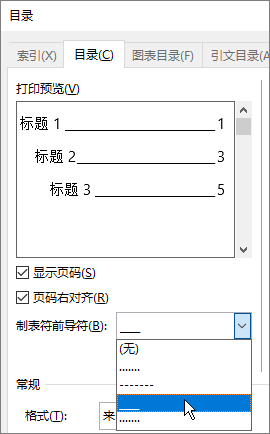 目录
索引(X) 目录(C) 图表目录(F) 引文目录(A
打印预览(V)
标题 1 ____________________ 1
标题 2 __________________ 3
标题 3 ________________ 5
显示页码(S)
页码右对齐(R)
制表符前导符(B): ___
(无)
.......
-------
___
.......
常规
格式(T): 来